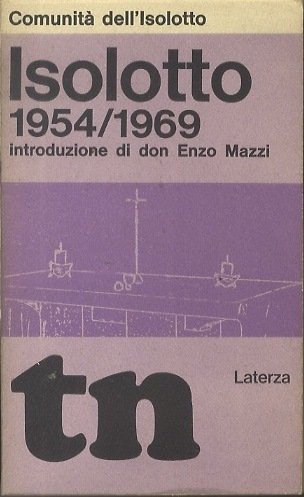 Comunità dell'Isolotto
Isolotto
1954/1969
introduzione di don Enzo Mazzi
Laterza
tn